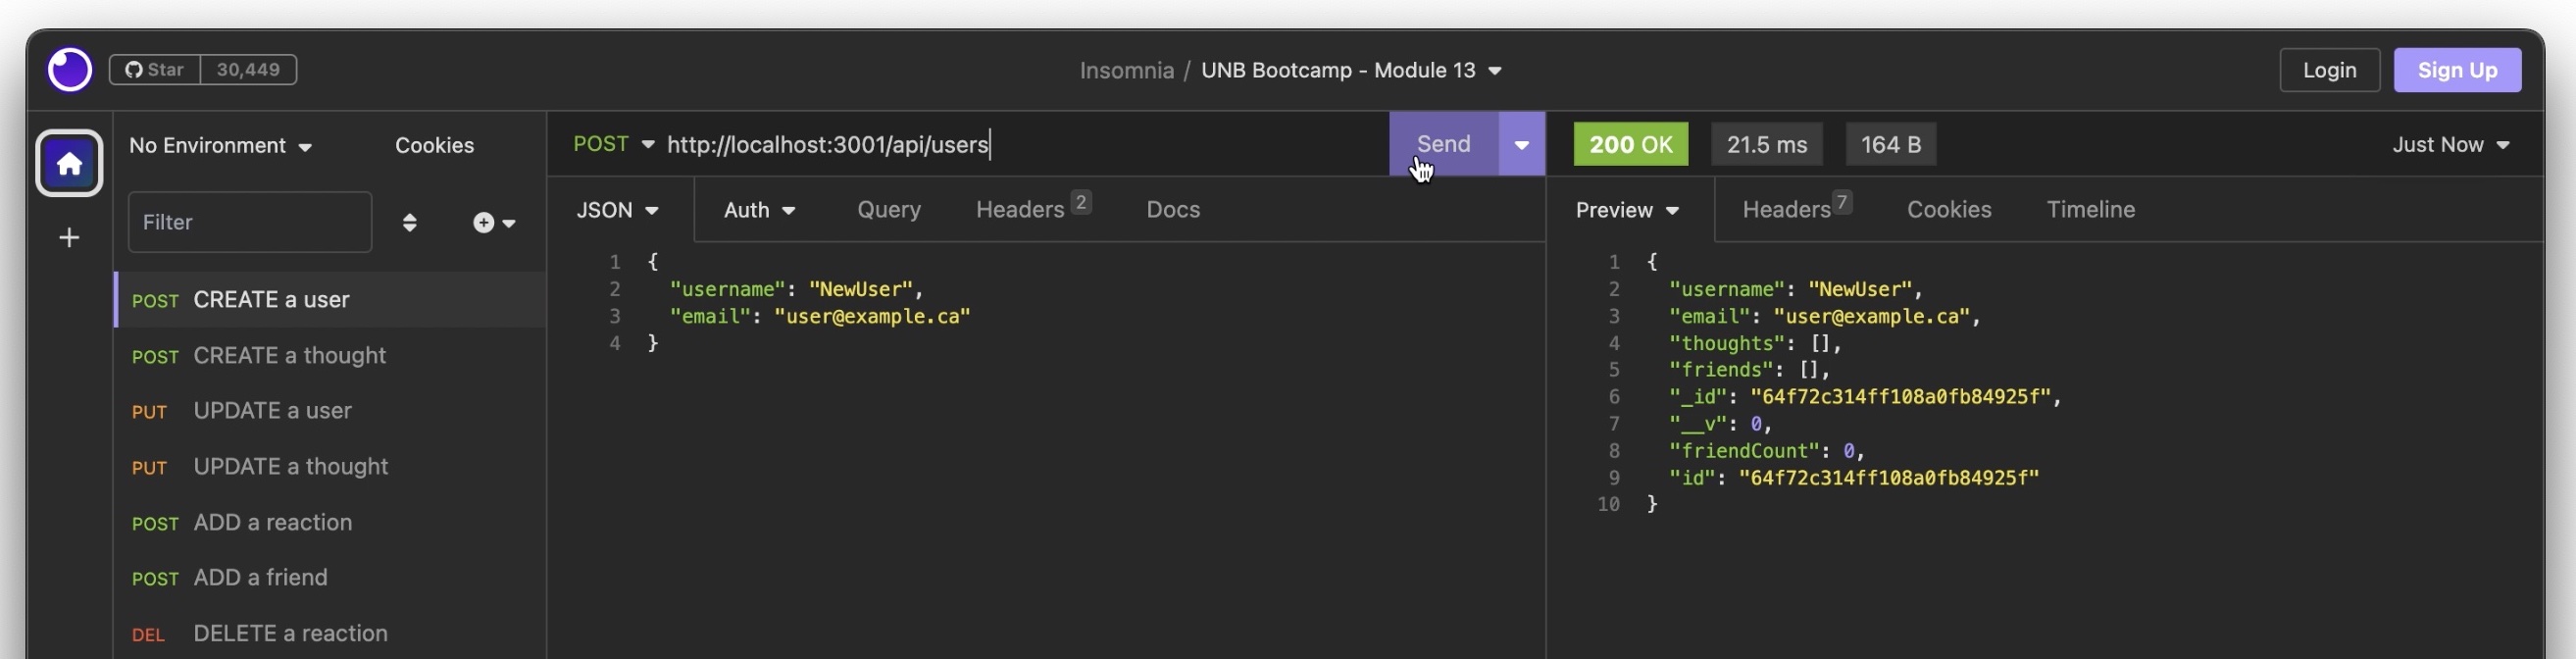 Star 30,449
Insomnia / UNB Bootcamp - Module 13
Login
Sign Up
No Environment
Cookies
Filter
POST CREATE a user
POST CREATE a thought
PUT UPDATE a user
PUT UPDATE a thought
POST ADD a reaction
POST ADD a friend
DEL DELETE a reaction
POST http://localhost:3001/api/users
Send
JSON Auth Query Headers 2 Docs
1 {
2 "username": "NewUser",
3 "email": "user@example.ca"
4 }
200 OK 21.5 ms 164 B Just Now
Preview Headers 7 Cookies Timeline
1 {
2 "username": "NewUser",
3 "email": "user@example.ca",
4 "thoughts": [],
5 "friends": [],
6 "_id": "64f72c314ff108a0fb84925f",
7 "__v": 0,
8 "friendCount": 0,
9 "id": "64f72c314ff108a0fb84925f"
10 }